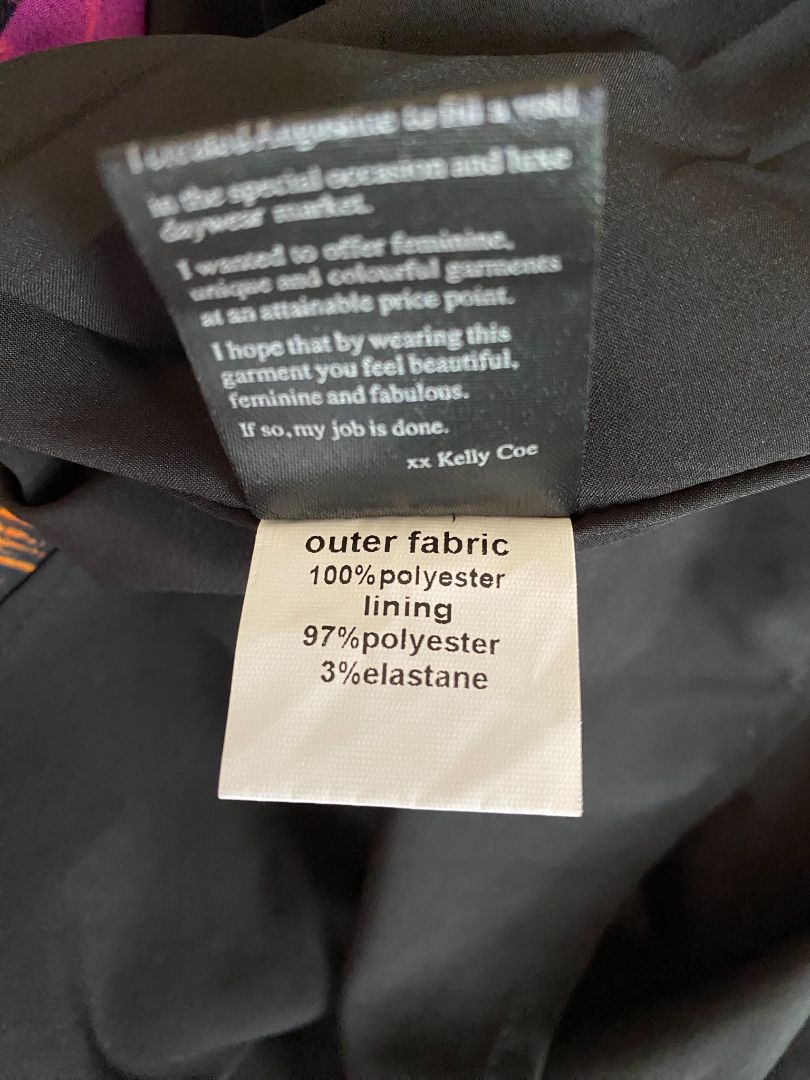 I created Augustine to fill a void
in the special occasion and luxe
daywear market.
I wanted to offer feminine,
unique and colourful garments
at an attainable price point.
I hope that by wearing this
garment you feel beautiful,
feminine and fabulous.
If so, my job is done.
xx Kelly Coe
outer fabric
100%polyester
lining
97%polyester
3%elastane